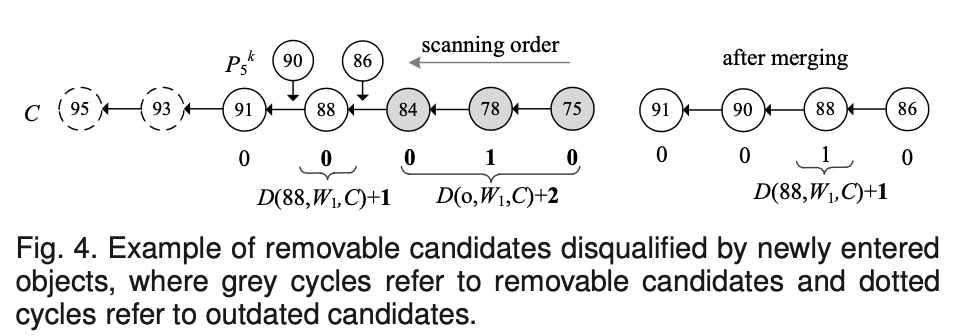 scanning order
after merging
P₅ᵏ 90 86
C 95 93 91 88 84 78 75 91 90 88 86
0 0 0 1 0 0 0 1 0
D(88,W₁,C)+1 D(o,W₁,C)+2 D(88,W₁,C)+1
Fig. 4. Example of removable candidates disqualified by newly entered
objects, where grey cycles refer to removable candidates and dotted
cycles refer to outdated candidates.